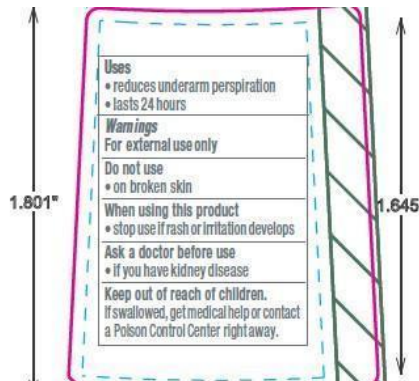 Uses
• reduces underarm perspiration
• lasts 24 hours
Warnings
For external use only
Do not use
• on broken skin
1.801"
1.645
When using this product
• stop use if rash or irritation develops
Ask a doctor before use
• if you have kidney disease
Keep out of reach of children.
If swallowed, get medical help or contact
a Poison Control Center right away.